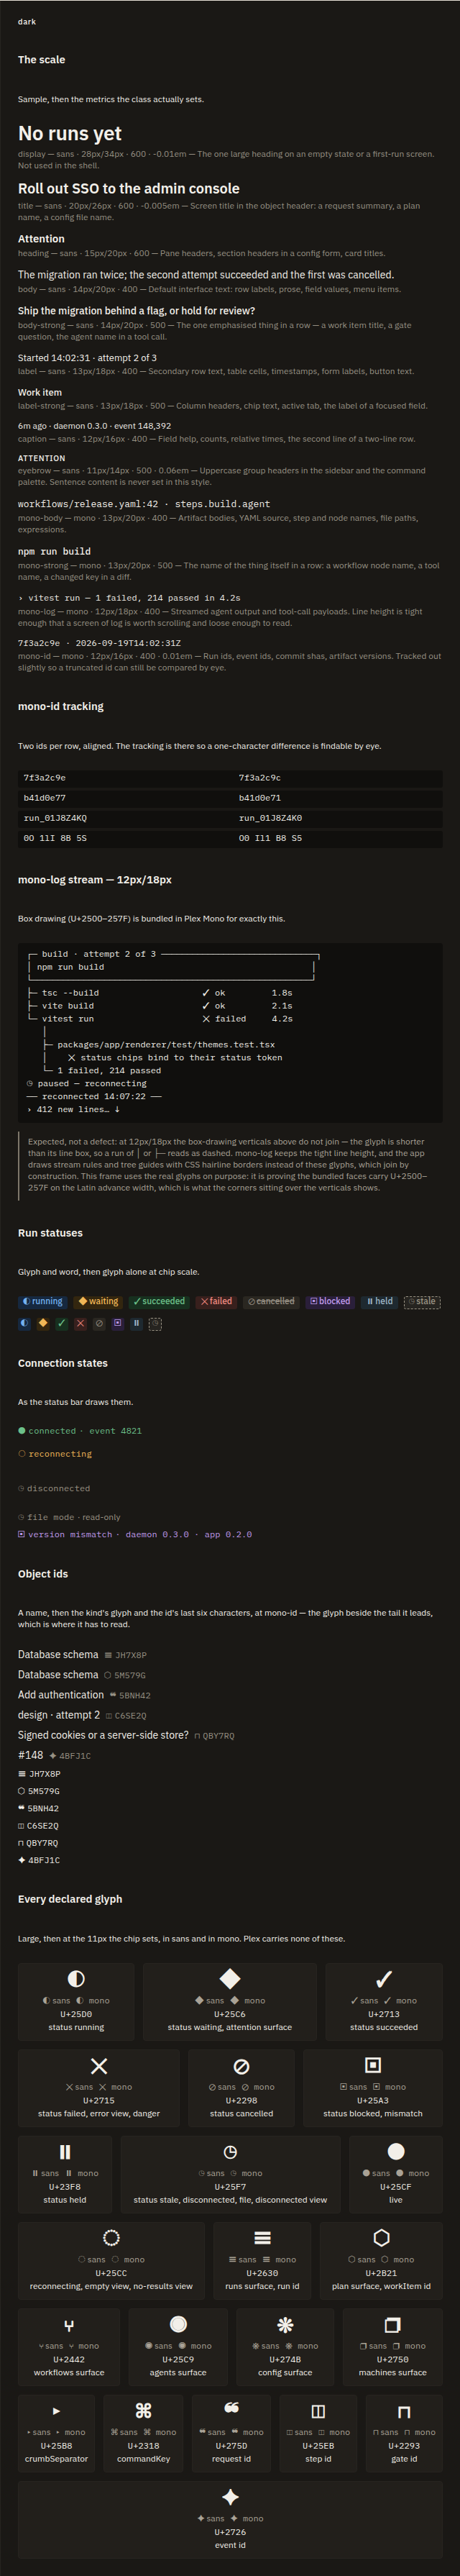 dark
The scale
Sample, then the metrics the class actually sets.
No runs yet
display — sans · 28px/34px · 600 · -0.01em — The one large heading on an empty state or a first-run screen.
Not used in the shell.
Roll out SSO to the admin console
title — sans · 20px/26px · 600 · -0.005em — Screen title in the object header: a request summary, a plan
name, a config file name.
Attention
heading — sans · 15px/20px · 600 — Pane headers, section headers in a config form, card titles.
The migration ran twice; the second attempt succeeded and the first was cancelled.
body — sans · 14px/20px · 400 — Default interface text: row labels, prose, field values, menu items.
Ship the migration behind a flag, or hold for review?
body-strong — sans · 14px/20px · 500 — The one emphasised thing in a row — a work item title, a gate
question, the agent name in a tool call.
Started 14:02:31 · attempt 2 of 3
label — sans · 13px/18px · 400 — Secondary row text, table cells, timestamps, form labels, button text.
Work item
label-strong — sans · 13px/18px · 500 — Column headers, chip text, active tab, the label of a focused field.
6m ago · daemon 0.3.0 · event 148,392
caption — sans · 12px/16px · 400 — Field help, counts, relative times, the second line of a two-line row.
ATTENTION
eyebrow — sans · 11px/14px · 500 · 0.06em — Uppercase group headers in the sidebar and the command
palette. Sentence content is never set in this style.
workflows/release.yaml:42 · steps.build.agent
mono-body — mono · 13px/20px · 400 — Artifact bodies, YAML source, step and node names, file paths,
expressions.
npm run build
mono-strong — mono · 13px/20px · 500 — The name of the thing itself in a row: a workflow node name, a tool
name, a changed key in a diff.
› vitest run — 1 failed, 214 passed in 4.2s
mono-log — mono · 12px/18px · 400 — Streamed agent output and tool-call payloads. Line height is tight
enough that a screen of log is worth scrolling and loose enough to read.
7f3a2c9e · 2026-09-19T14:02:31Z
mono-id — mono · 12px/16px · 400 · 0.01em — Run ids, event ids, commit shas, artifact versions. Tracked out
slightly so a truncated id can still be compared by eye.
mono-id tracking
Two ids per row, aligned. The tracking is there so a one-character difference is findable by eye.
7f3a2c9e 7f3a2c9c
b41d0e77 b41d0e71
run_01J8Z4KQ run_01J8Z4K0
0O 1lI 8B 5S O0 Il1 B8 S5
mono-log stream — 12px/18px
Box drawing (U+2500–257F) is bundled in Plex Mono for exactly this.
┌─ build · attempt 2 of 3 ──────────────────────────────┐
│ npm run build │
└───────────────────────────────────────────────────────┘
├─ tsc --build ✓ ok 1.8s
├─ vite build ✓ ok 2.1s
└─ vitest run ✕ failed 4.2s
│
├─ packages/app/renderer/test/themes.test.tsx
│ ✕ status chips bind to their status token
└─ 1 failed, 214 passed
◷ paused — reconnecting
── reconnected 14:07:22 ──
› 412 new lines… ↓
Expected, not a defect: at 12px/18px the box-drawing verticals above do not join — the glyph is shorter
than its line box, so a run of │ or ├─ reads as dashed. mono-log keeps the tight line height, and the app
draws stream rules and tree guides with CSS hairline borders instead of these glyphs, which join by
construction. This frame uses the real glyphs on purpose: it is proving the bundled faces carry U+2500–
257F on the Latin advance width, which is what the corners sitting over the verticals shows.
Run statuses
Glyph and word, then glyph alone at chip scale.
◐ running ◆ waiting ✓ succeeded ✕ failed ⊘ cancelled ▣ blocked ⏸ held ◷ stale
◐ ◆ ✓ ✕ ⊘ ▣ ⏸ ◷
Connection states
As the status bar draws them.
● connected · event 4821
◌ reconnecting
◷ disconnected
◷ file mode · read-only
▣ version mismatch · daemon 0.3.0 · app 0.2.0
Object ids
A name, then the kind's glyph and the id's last six characters, at mono-id — the glyph beside the tail it leads,
which is where it has to read.
Database schema ☰ JH7X8P
Database schema ⬡ 5M579G
Add authentication ❝ 5BNH42
design · attempt 2 ◫ C6SE2Q
Signed cookies or a server-side store? ⊓ QBY7RQ
#148 ✦ 4BFJ1C
☰ JH7X8P
⬡ 5M579G
❝ 5BNH42
◫ C6SE2Q
⊓ QBY7RQ
✦ 4BFJ1C
Every declared glyph
Large, then at the 11px the chip sets, in sans and in mono. Plex carries none of these.
◐ ◆ ✓
◐ sans ◐ mono ◆ sans ◆ mono ✓ sans ✓ mono
U+25D0 U+25C6 U+2713
status running status waiting, attention surface status succeeded
✕ ⊘ ▣
✕ sans ✕ mono ⊘ sans ⊘ mono ▣ sans ▣ mono
U+2715 U+2298 U+25A3
status failed, error view, danger status cancelled status blocked, mismatch
⏸ ◷ ●
⏸ sans ⏸ mono ◷ sans ◷ mono ● sans ● mono
U+23F8 U+25F7 U+25CF
status held status stale, disconnected, file, disconnected view live
◌ ☰ ⬡
◌ sans ◌ mono ☰ sans ☰ mono ⬡ sans ⬡ mono
U+25CC U+2630 U+2B21
reconnecting, empty view, no-results view runs surface, run id plan surface, workItem id
⑂ ◉ ❋ ❐
⑂ sans ⑂ mono ◉ sans ◉ mono ❋ sans ❋ mono ❐ sans ❐ mono
U+2442 U+25C9 U+274B U+2750
workflows surface agents surface config surface machines surface
▸ ⌘ ❝ ◫ ⊓
▸ sans ▸ mono ⌘ sans ⌘ mono ❝ sans ❝ mono ◫ sans ◫ mono ⊓ sans ⊓ mono
U+25B8 U+2318 U+275D U+25EB U+2293
crumbSeparator commandKey request id step id gate id
✦
✦ sans ✦ mono
U+2726
event id